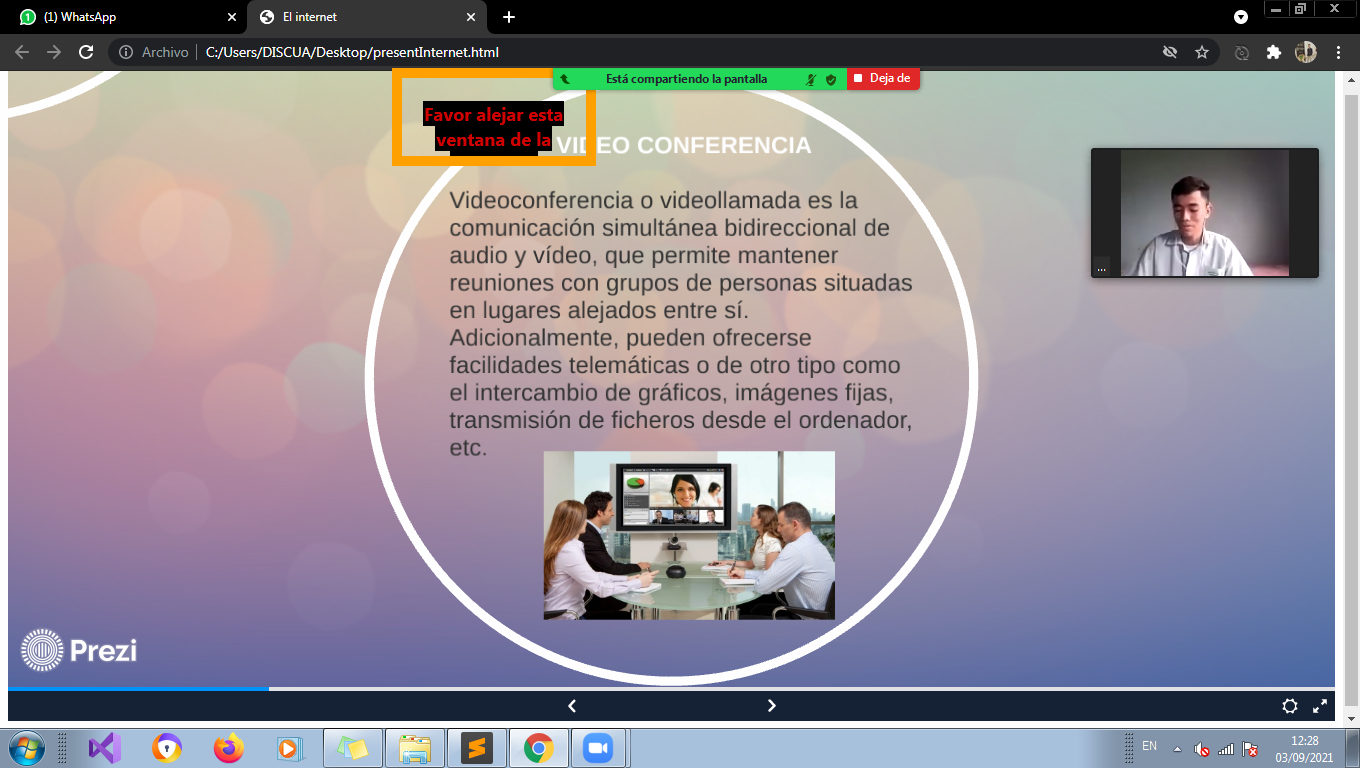 (1) WhatsApp
El internet
Archivo
C:/Users/DISCUA/Desktop/presentInternet.html
Está compartiendo la pantalla
Deja de
Favor alejar esta
ventana de la
VIDEO CONFERENCIA
Videoconferencia o videollamada es la
comunicación simultánea bidireccional de
audio y vídeo, que permite mantener
reuniones con grupos de personas situadas
en lugares alejados entre sí.
Adicionalmente, pueden ofrecerse
facilidades telemáticas o de otro tipo como
el intercambio de gráficos, imágenes fijas,
transmisión de ficheros desde el ordenador,
etc.
...
Prezi
EN
12:28
03/09/2021